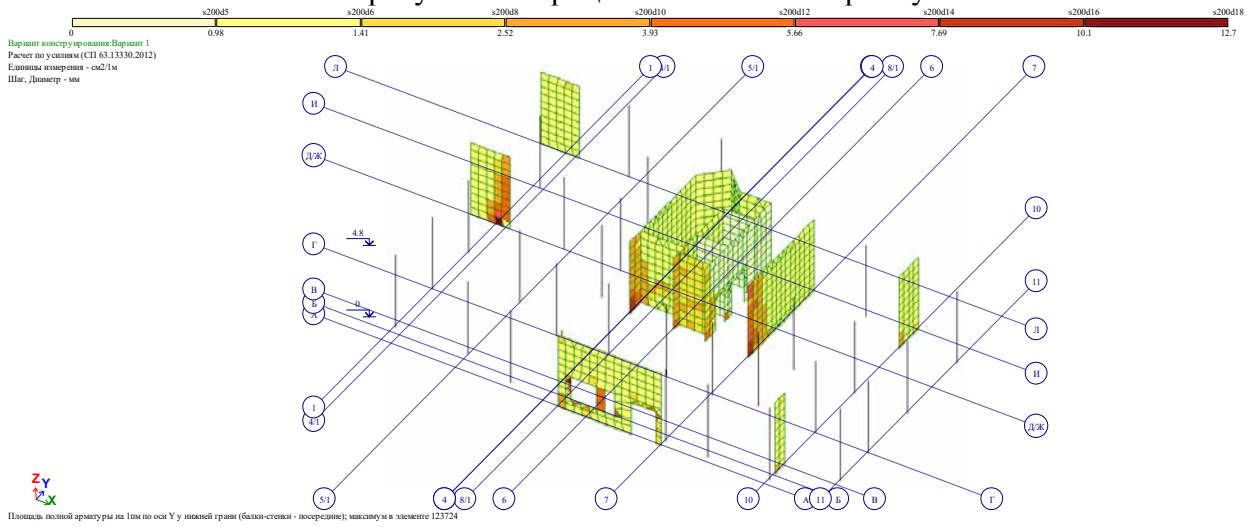 s200d5 s200d6 s200d8 s200d10 s200d12 s200d14 s200d16 s200d18
0 0.98 1.41 2.52 3.93 5.66 7.69 10.1 12.7
Вариант конструирования:Вариант 1
Расчет по усилиям (СП 63.13330.2012)
Единицы измерения - см2/1м
Шаг, Диаметр - мм
Л 1 4/1 5/1 4 8/1 6 7
И
Д/Ж
10
4.8
Г
11
В
Б 0
А
Л
И
1
4/1
Д/Ж
Z Y
X
5/1 4 8/1 6 7 10 А 11 Б В Г
Площадь полной арматуры на 1пм по оси Y у нижней грани (балки-стенки - посередине); максимум в элементе 123724